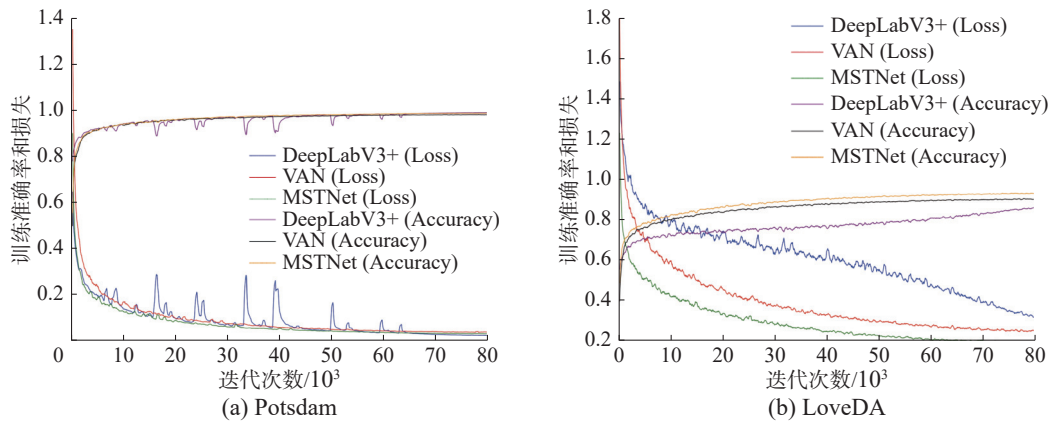 1.4
1.2
1.0
0.8
0.6
0.4
0.2
0
10
20
30
40
50
60
70
80
训练准确率和损失
DeepLabV3+ (Loss)
VAN (Loss)
MSTNet (Loss)
DeepLabV3+ (Accuracy)
VAN (Accuracy)
MSTNet (Accuracy)
迭代次数/10³
(a) Potsdam
1.8
1.6
1.4
1.2
1.0
0.8
0.6
0.4
0.2
0
10
20
30
40
50
60
70
80
训练准确率和损失
DeepLabV3+ (Loss)
VAN (Loss)
MSTNet (Loss)
DeepLabV3+ (Accuracy)
VAN (Accuracy)
MSTNet (Accuracy)
迭代次数/10³
(b) LoveDA